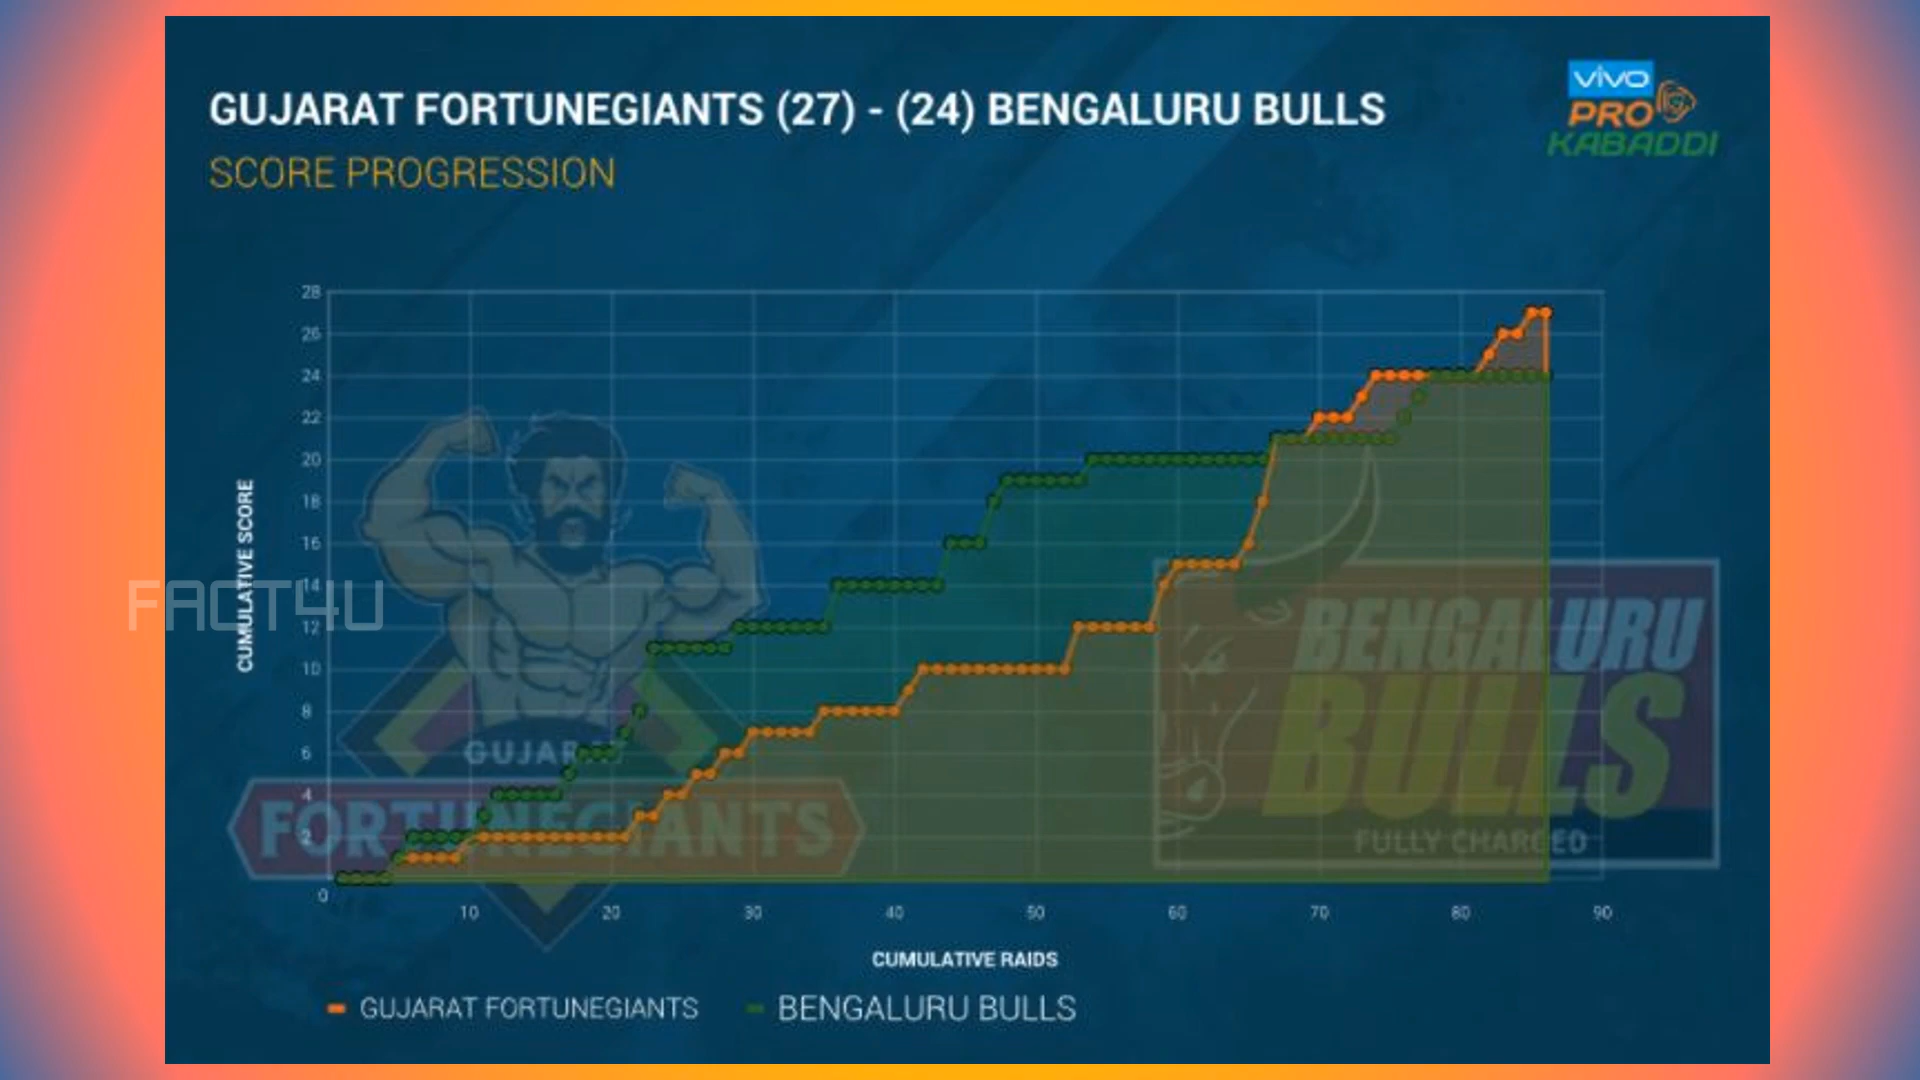 GUJARAT FORTUNEGIANTS (27) - (24) BENGALURU BULLS
SCORE PROGRESSION
vivo
PRO
KABADDI
CUMULATIVE SCORE
28
26
24
22
20
18
16
14
12
10
8
6
4
2
0
FACT4U
GUJARAT
FORTUNEGIANTS
BENGALURU
BULLS
FULLY CHARGED
10 20 30 40 50 60 70 80 90
CUMULATIVE RAIDS
GUJARAT FORTUNEGIANTS BENGALURU BULLS